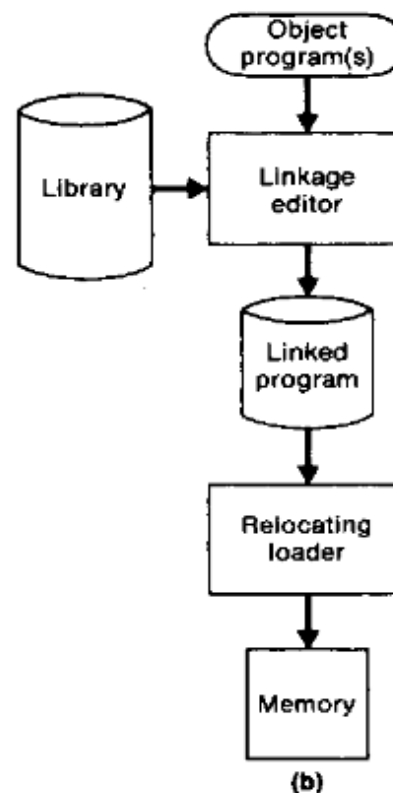 Object
program(s)
Library
Linkage
editor
Linked
program
Relocating
loader
Memory
(b)